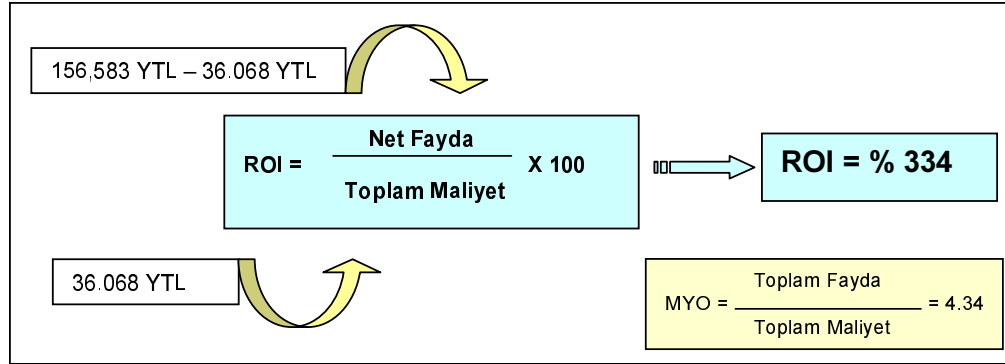 156,583 YTL – 36.068 YTL
Net Fayda
ROI = X 100
Toplam Maliyet
ROI = % 334
36.068 YTL
Toplam Fayda
MYO = = 4.34
Toplam Maliyet